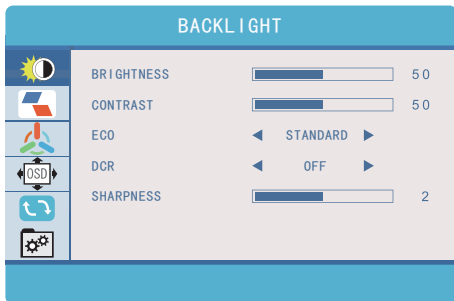 BACKLIGHT
BRIGHTNESS 50
CONTRAST 50
ECO STANDARD
DCR OFF
SHARPNESS 2
OSD